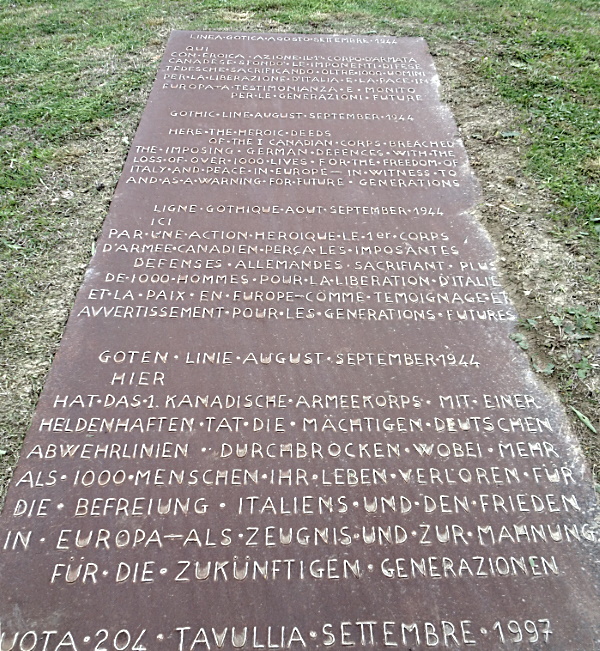 LINEA·GOTICA·AGOSTO·SETTEMBRE·1944
QUI
CON·EROICA·AZIONE·IL·1º·CORPO·D'ARMATA
CANADESE·SFONDO'·LE·IMPONENTI·DIFESE
TEDESCHE·SACRIFICANDO·OLTRE·1000·UOMINI
PER·LA·LIBERAZIONE·D'ITALIA·E·LA·PACE·IN
EUROPA·A·TESTIMONIANZA·E·MONITO
PER·LE·GENERAZIONI·FUTURE
GOTHIC·LINE·AUGUST·SEPTEMBER·1944
HERE·THE·HEROIC·DEEDS
OF·THE·I·CANADIAN·CORPS·BREACHED
THE·IMPOSING·GERMAN·DEFENCES·WITH·THE
LOSS·OF·OVER·1000·LIVES·FOR·THE·FREEDOM·OF
ITALY·AND·PEACE·IN·EUROPE—IN·WITNESS·TO
AND·AS·A·WARNING·FOR·FUTURE·GENERATIONS
LIGNE·GOTHIQUE·AOUT·SEPTEMBER·1944
ICI
PAR·UNE·ACTION·HEROIQUE·LE·1er·CORPS
D'ARMEE·CANADIEN·PERÇA·LES·IMPOSANTES
DEFENSES·ALLEMANDES·SACRIFIANT·PLUS
DE·1000·HOMMES·POUR·LA·LIBERATION·D'ITALIE
ET·LA·PAIX·EN·EUROPE—COMME·TEMOIGNAGE·ET
AVVERTISSEMENT·POUR·LES·GENERATIONS·FUTURES
GOTEN·LINIE·AUGUST·SEPTEMBER·1944
HIER
HAT·DAS·1.KANADISCHE·ARMEEKORPS·MIT·EINER
HELDENHAFTEN·TAT·DIE·MÄCHTIGEN·DEUTSCHEN
ABWEHRLINIEN·DURCHBROCKEN·WOBEI·MEHR
ALS·1000·MENSCHEN·IHR·LEBEN·VERLOREN·FÜR
DIE·BEFREIUNG·ITALIENS·UND·DEN·FRIEDEN
IN·EUROPA—ALS·ZEUGNIS·UND·ZUR·MAHNUNG
FÜR·DIE·ZUKÜNFTIGEN·GENERAZIONEN
UOTA·204·TAVULLIA·SETTEMBRE·1997